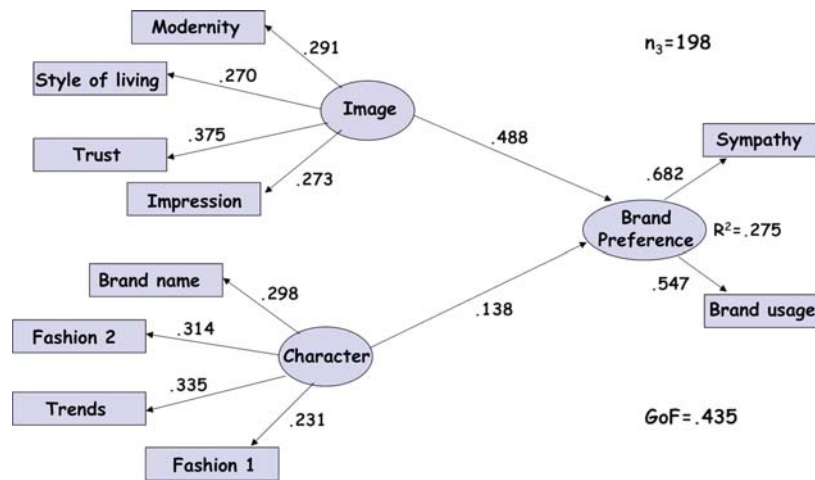 Modernity
.291
n3=198
Style of living
.270
Image
.375
Trust
.488
Sympathy
.273
Impression
.682
Brand
Preference
R²=.275
Brand name
.298
.547
Brand usage
.138
Fashion 2
.314
Character
.335
Trends
.231
GoF=.435
Fashion 1